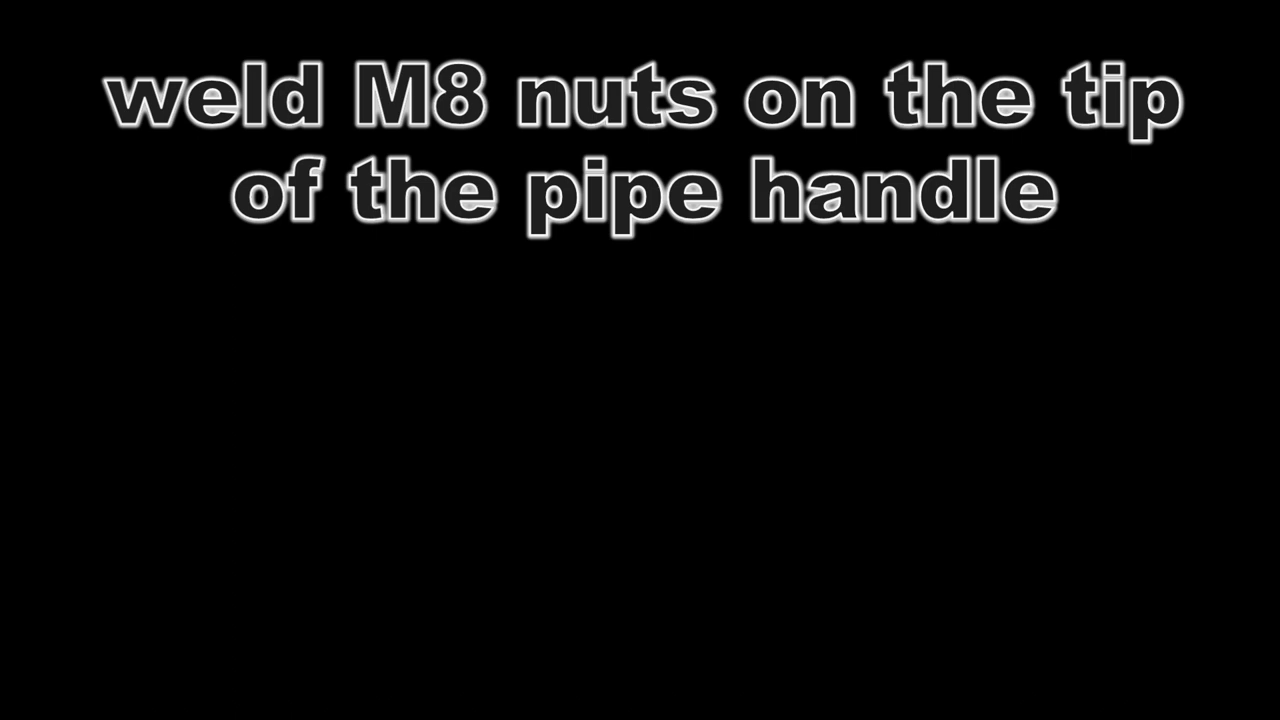 weld M8 nuts on the tip
of the pipe handle